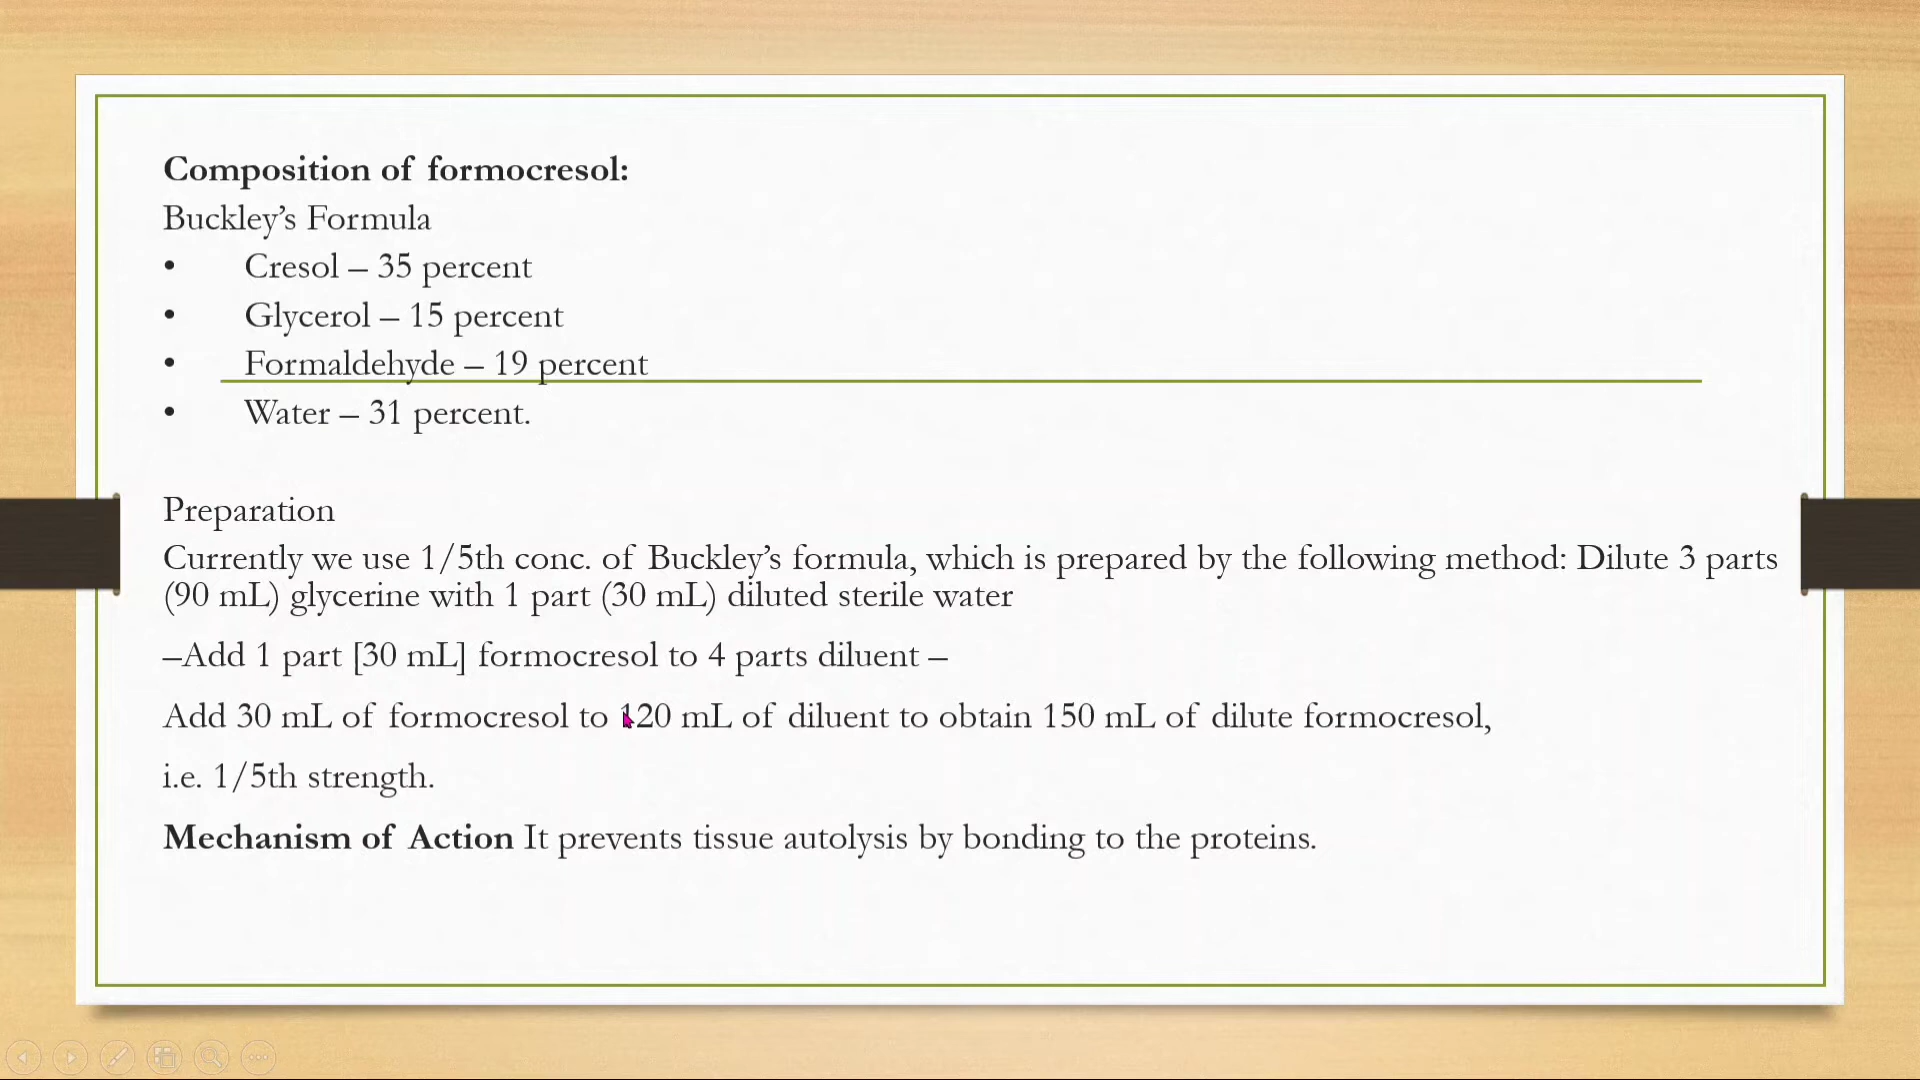 Composition of formocresol:
Buckley’s Formula
• Cresol – 35 percent
• Glycerol – 15 percent
• Formaldehyde – 19 percent
• Water – 31 percent.
Preparation
Currently we use 1/5th conc. of Buckley’s formula, which is prepared by the following method: Dilute 3 parts
(90 mL) glycerine with 1 part (30 mL) diluted sterile water
–Add 1 part [30 mL] formocresol to 4 parts diluent –
Add 30 mL of formocresol to 120 mL of diluent to obtain 150 mL of dilute formocresol,
i.e. 1/5th strength.
Mechanism of Action It prevents tissue autolysis by bonding to the proteins.